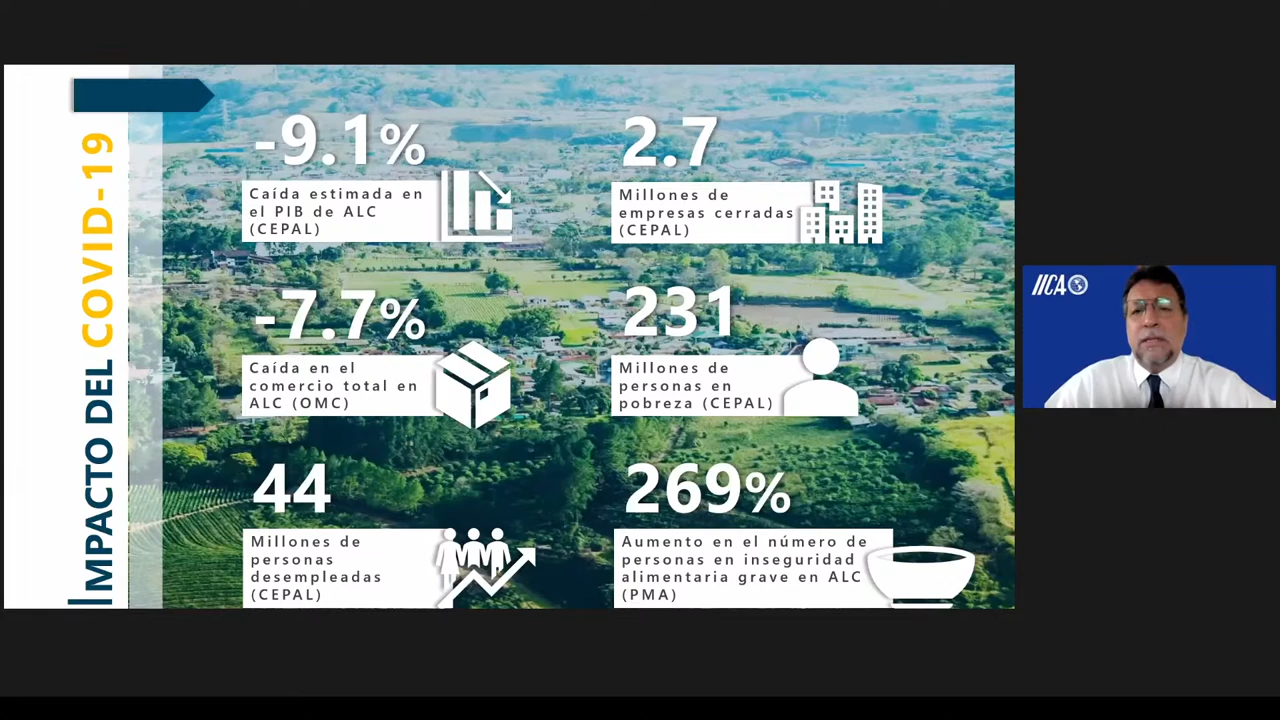 IMPACTO DEL COVID-19
-9.1%
Caída estimada en
el PIB de ALC
(CEPAL)
2.7
Millones de
empresas cerradas
(CEPAL)
-7.7%
Caída en el
comercio total en
ALC (OMC)
231
Millones de
personas en
pobreza (CEPAL)
44
Millones de
personas
desempleadas
(CEPAL)
269%
Aumento en el número de
personas en inseguridad
alimentaria grave en ALC
(PMA)
IICA